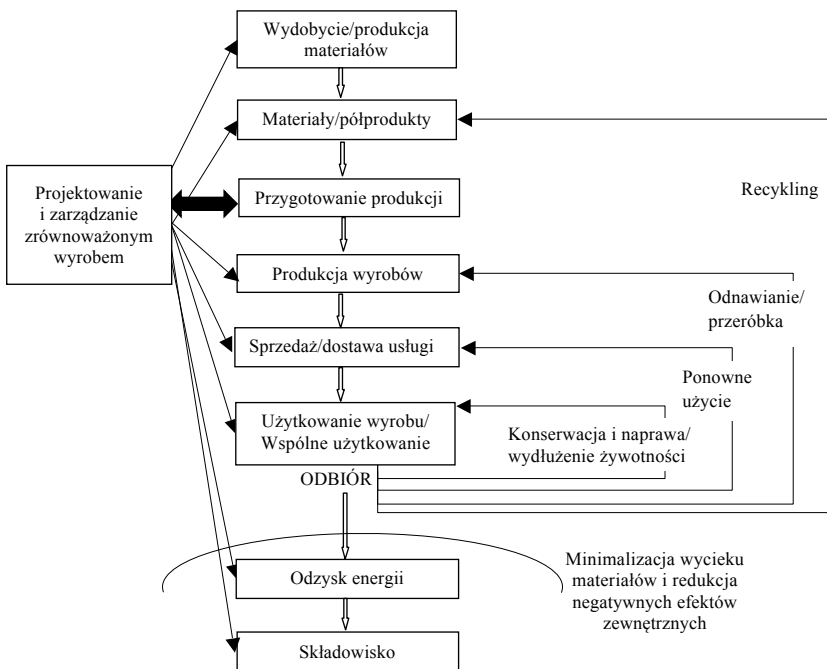 Wydobycie/produkcja
materiałów
Materiały/półprodukty
Projektowanie
i zarządzanie
zrównoważonym
wyrobem
Przygotowanie produkcji
Recykling
Produkcja wyrobów
Odnawianie/
przeróbka
Sprzedaż/dostawa usługi
Ponowne
użycie
Użytkowanie wyrobu/
Wspólne użytkowanie
Konserwacja i naprawa/
wydłużenie żywotności
ODBIÓR
Odzysk energii
Minimalizacja wycieku
materiałów i redukcja
negatywnych efektów
zewnętrznych
Składowisko